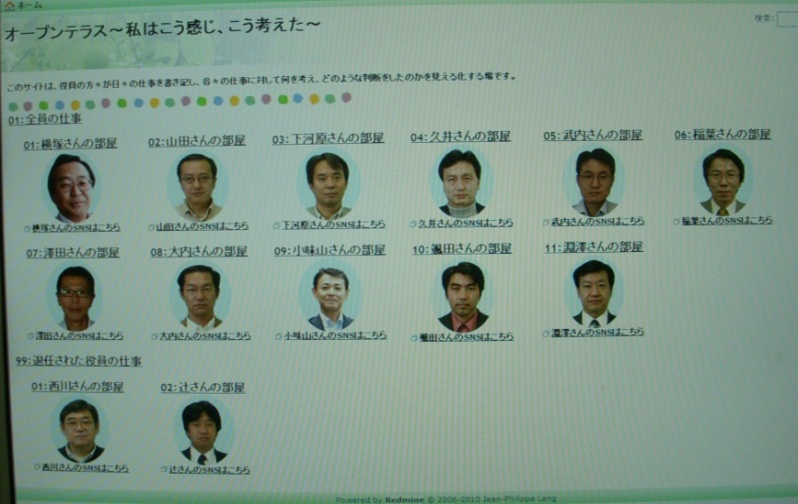 ホーム
検索:
オープンテラス～私はこう感じ、こう考えた～
このサイトは、役員の方々が日々の仕事を書き記し、各々の仕事に対して何を考え、どのような判断をしたのかを見える化する場です。
01:全員の仕事
01:横塚さんの部屋 02:山田さんの部屋 03:下河原さんの部屋 04:久井さんの部屋 05:武内さんの部屋 06:稲葉さんの部屋
横塚さんのSNSはこちら 山田さんのSNSはこちら 下河原さんのSNSはこちら 久井さんのSNSはこちら 武内さんのSNSはこちら 稲葉さんのSNSはこちら
07:澤田さんの部屋 08:大内さんの部屋 09:小味山さんの部屋 10:颯田さんの部屋 11:淵澤さんの部屋
澤田さんのSNSはこちら 大内さんのSNSはこちら 小味山さんのSNSはこちら 颯田さんのSNSはこちら 淵澤さんのSNSはこちら
99:退任された役員の仕事
01:西川さんの部屋 02:辻さんの部屋
西川さんのSNSはこちら 辻さんのSNSはこちら
Powered by Redmine © 2006-2010 Jean-Philippe Lang